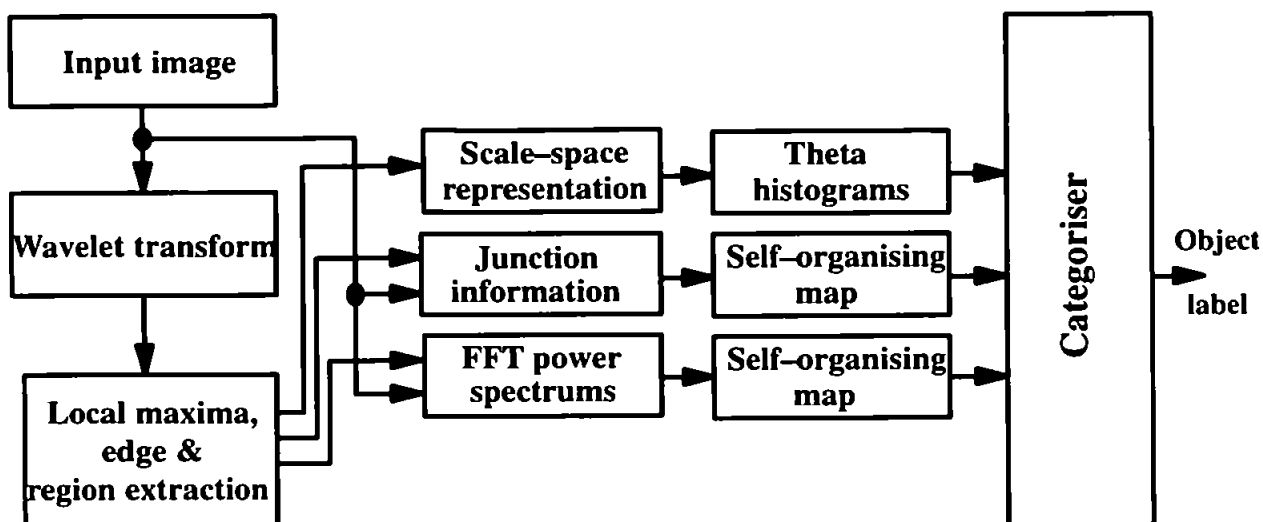 Input image
Wavelet transform
Local maxima,
edge &
region extraction
Scale–space
representation
Theta
histograms
Junction
information
Self–organising
map
FFT power
spectrums
Self–organising
map
Categoriser
Object
label